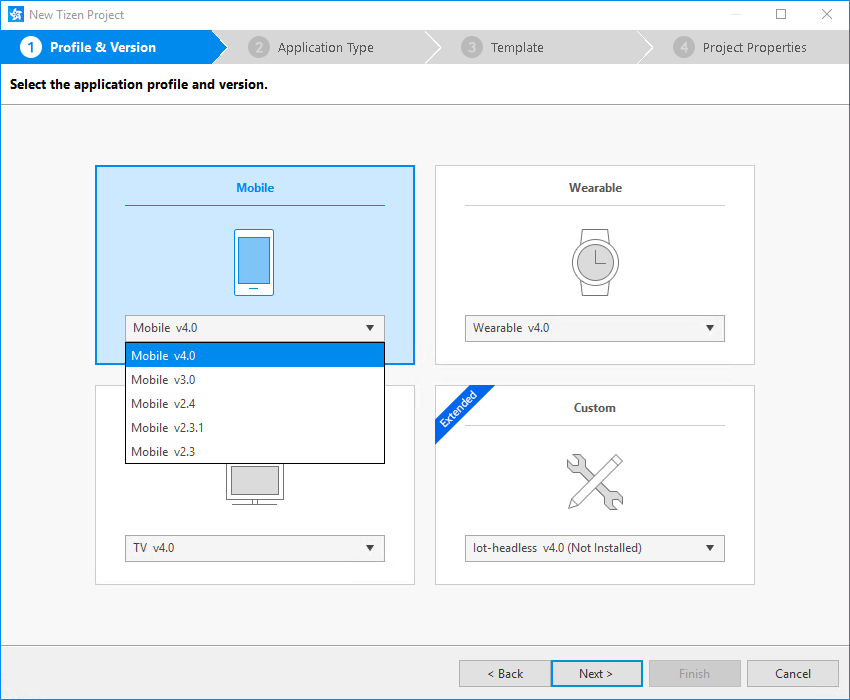 New Tizen Project
1 Profile & Version
2 Application Type
3 Template
4 Project Properties
Select the application profile and version.
Mobile
Wearable
Mobile v4.0
Wearable v4.0
Mobile v4.0
Mobile v3.0
Mobile v2.4
Mobile v2.3.1
Mobile v2.3
Extended
Custom
TV v4.0
Iot-headless v4.0 (Not Installed)
< Back
Next >
Finish
Cancel